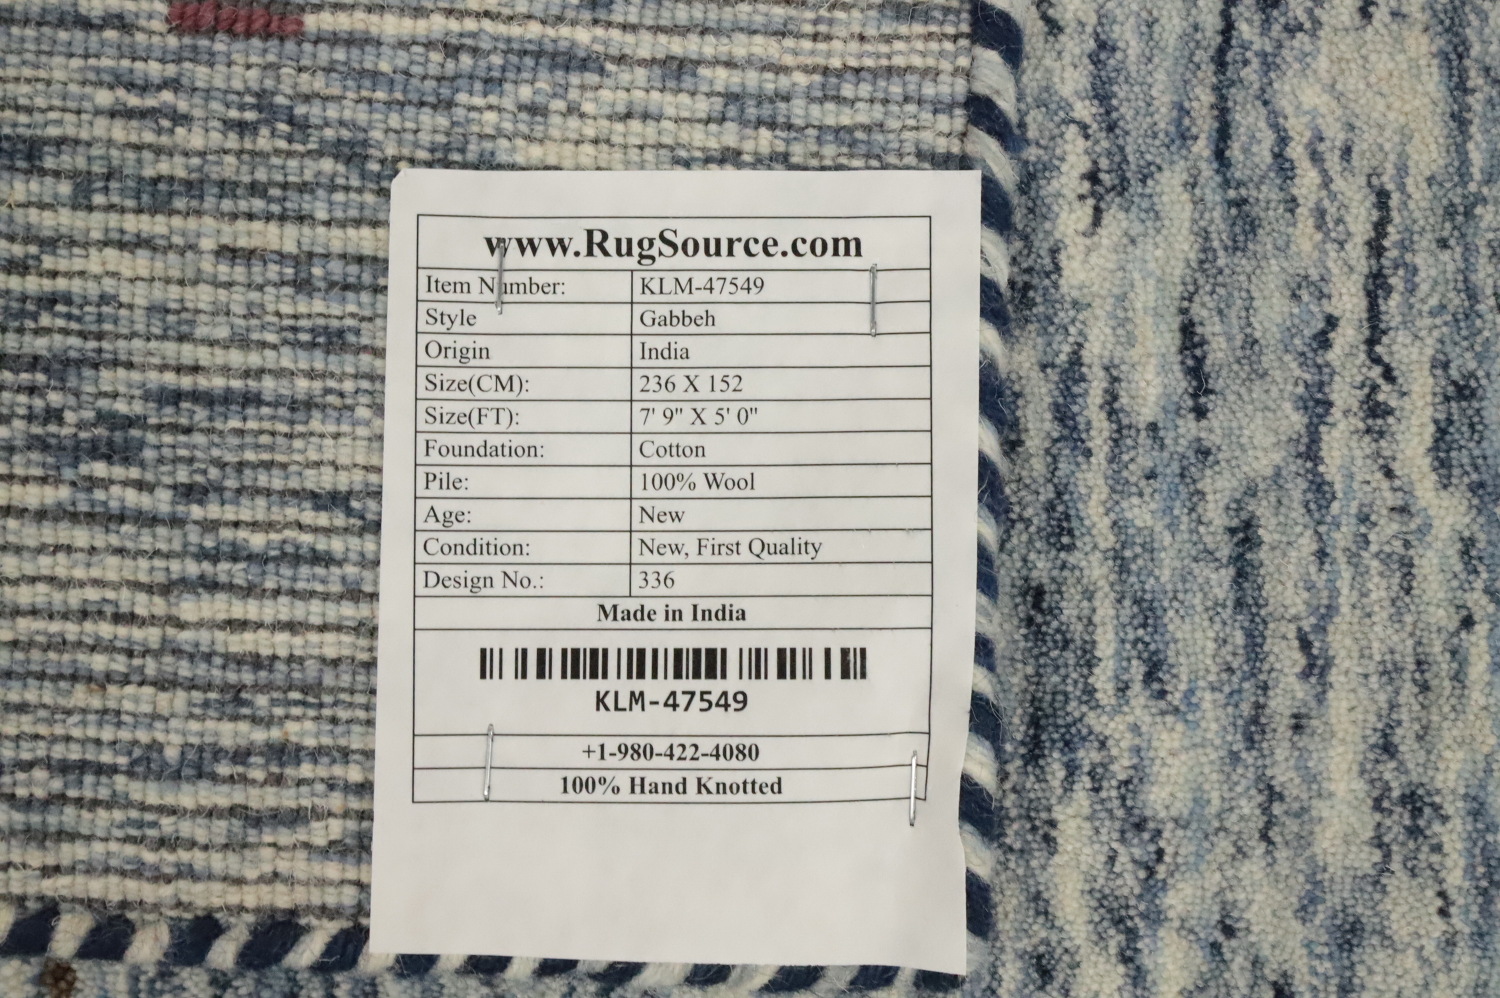 www.RugSource.com
Item Number: KLM-47549
Style Gabbeh
Origin India
Size(CM): 236 X 152
Size(FT): 7' 9" X 5' 0"
Foundation: Cotton
Pile: 100% Wool
Age: New
Condition: New, First Quality
Design No.: 336
Made in India
KLM-47549
+1-980-422-4080
100% Hand Knotted